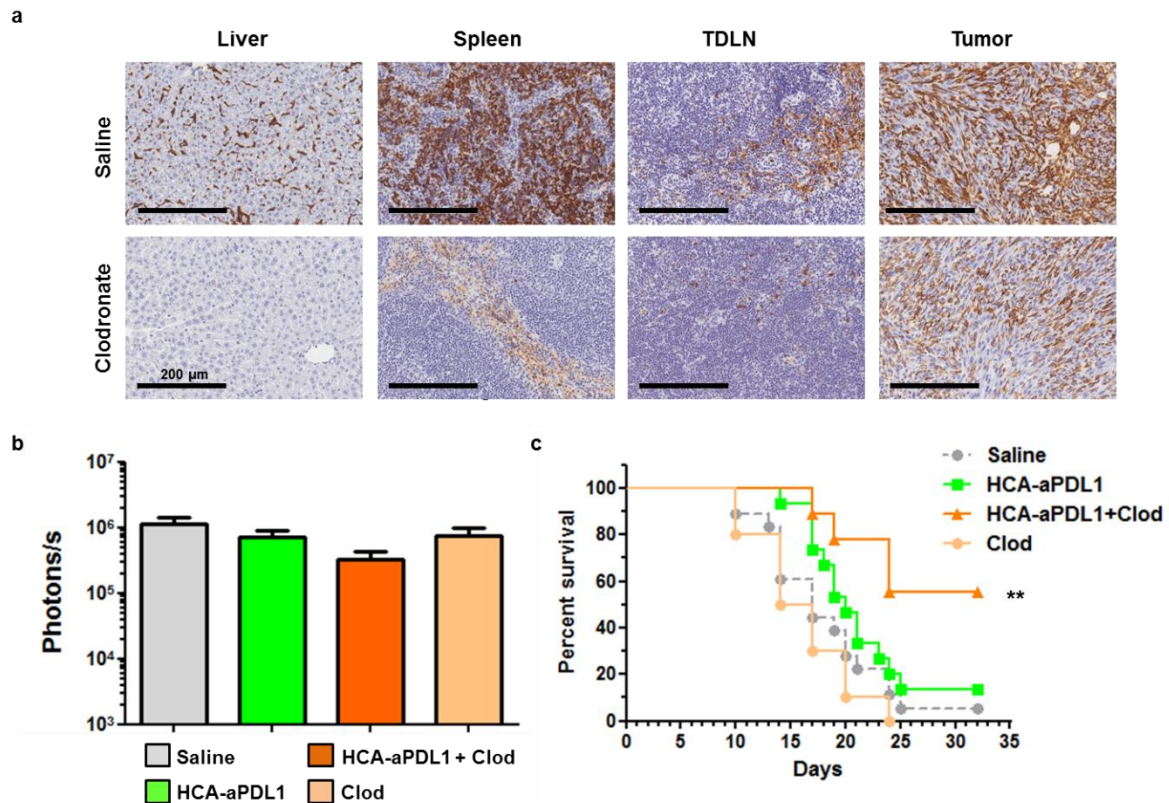 a
Liver Spleen TDLN Tumor
Saline
Clodronate
200 µm
b
Photons/s
10⁷
10⁶
10⁵
10⁴
10³
Saline
HCA-aPDL1
HCA-aPDL1 + Clod
Clod
c
Percent survival
100
80
60
40
20
0
0 5 10 15 20 25 30 35
Days
Saline
HCA-aPDL1
HCA-aPDL1+Clod
Clod
**